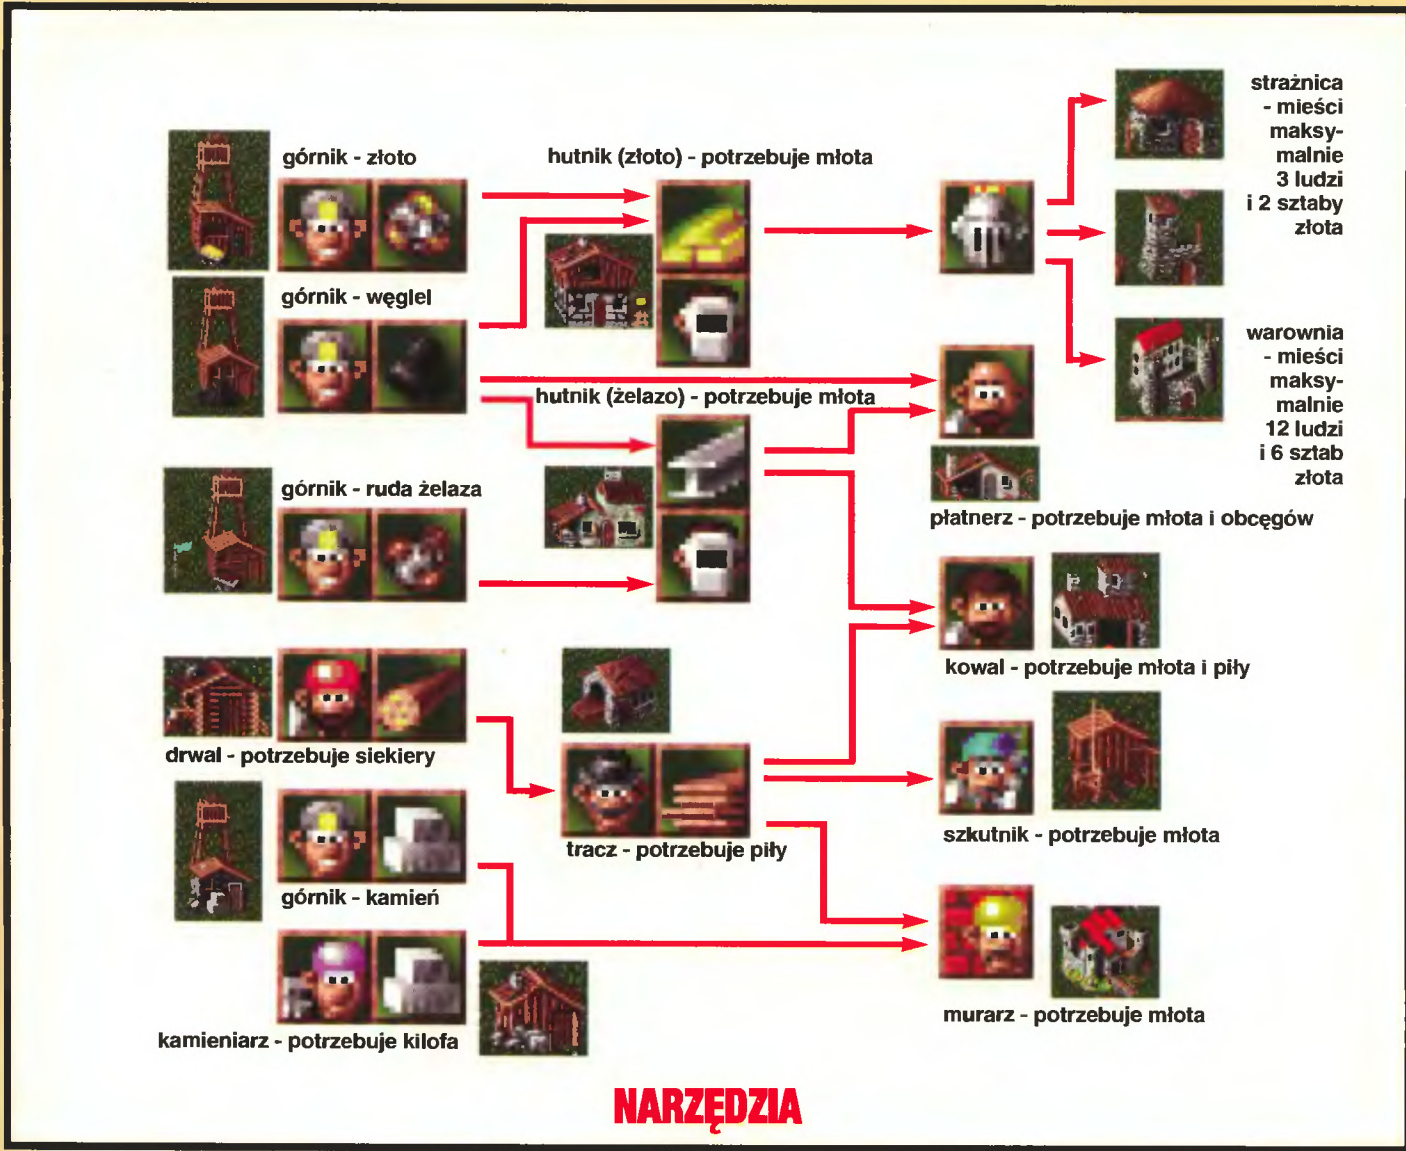 górnik - złoto
hutnik (złoto) - potrzebuje młota
strażnica
- mieści
maksy-
malnie
3 ludzi
i 2 sztaby
złota
górnik - węglel
hutnik (żelazo) - potrzebuje młota
warownia
- mieści
maksy-
malnie
12 ludzi
i 6 sztab
złota
górnik - ruda żelaza
płatnerz - potrzebuje młota i obcęgów
kowal - potrzebuje młota i piły
drwal - potrzebuje siekiery
tracz - potrzebuje piły
szkutnik - potrzebuje młota
górnik - kamień
murarz - potrzebuje młota
kamieniarz - potrzebuje kilofa
NARZĘDZIA